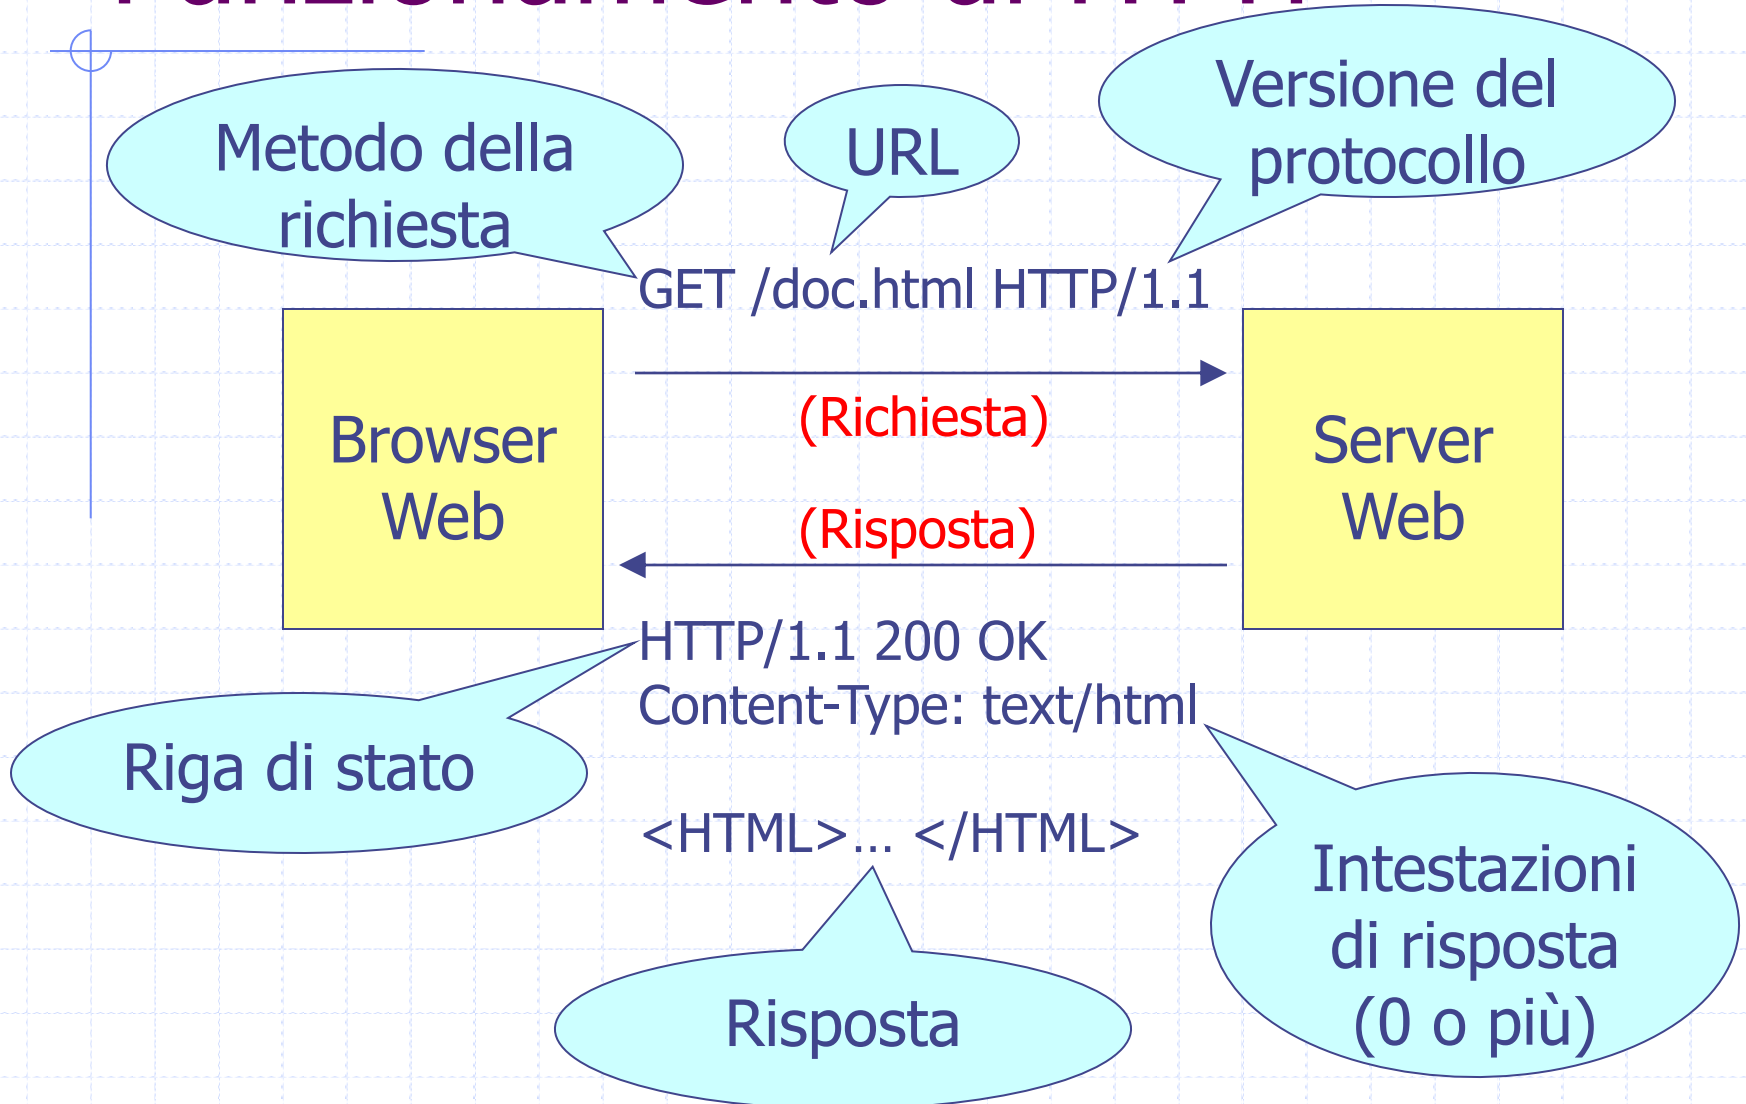 Metodo della
richiesta
URL
Versione del
protocollo
GET /doc.html HTTP/1.1
Browser
Web
(Richiesta)
(Risposta)
Server
Web
HTTP/1.1 200 OK
Content-Type: text/html
<HTML>... </HTML>
Riga di stato
Risposta
Intestazioni
di risposta
(0 o più)